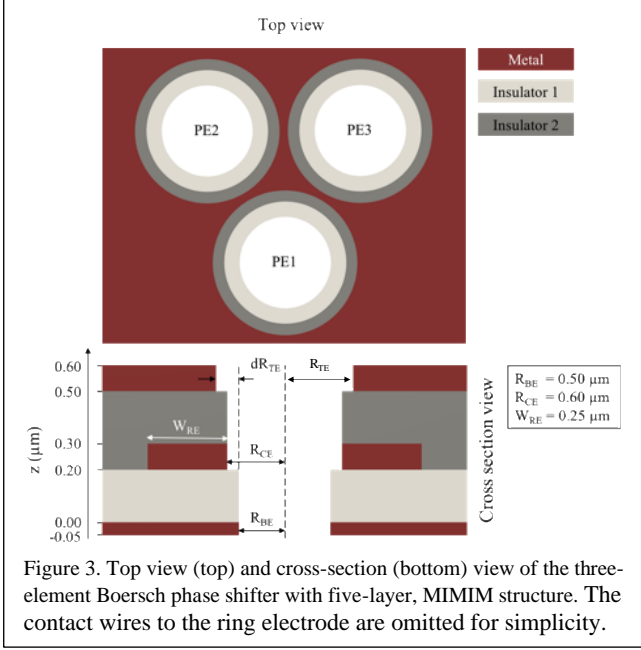 Top view
Metal
Insulator 1
Insulator 2
PE2
PE3
PE1
0.60
0.50
0.30
0.20
0.00
-0.05
z (μm)
dR_TE
R_TE
W_RE
R_CE
R_BE
Cross section view
R_BE = 0.50 μm
R_CE = 0.60 μm
W_RE = 0.25 μm
Figure 3. Top view (top) and cross-section (bottom) view of the three-
element Boersch phase shifter with five-layer, MIMIM structure. The
contact wires to the ring electrode are omitted for simplicity.